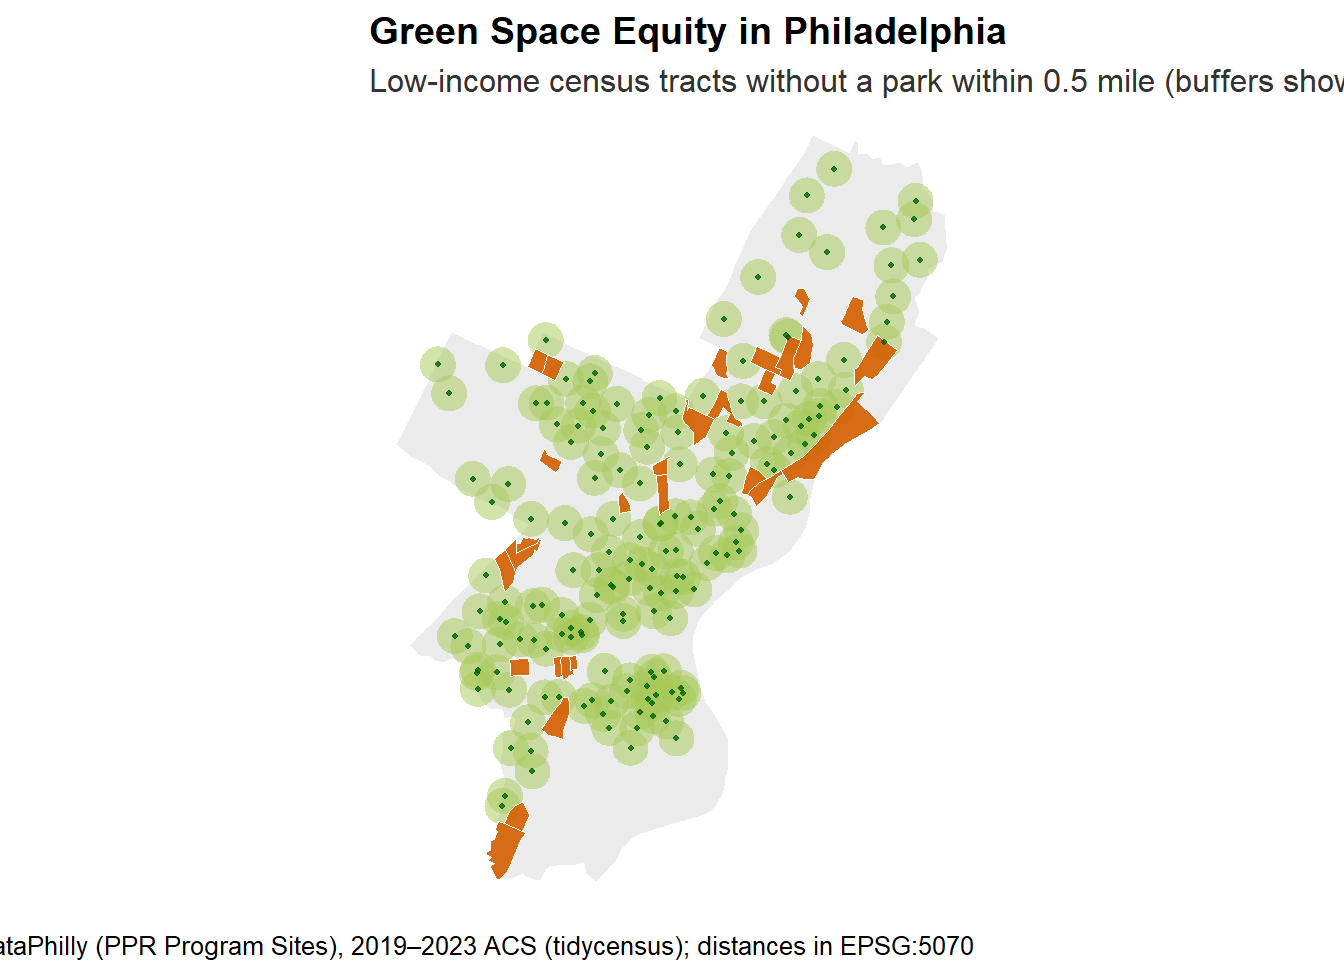 Green Space Equity in Philadelphia
Low-income census tracts without a park within 0.5 mile (buffers show
ataPhilly (PPR Program Sites), 2019–2023 ACS (tidycensus); distances in EPSG:5070